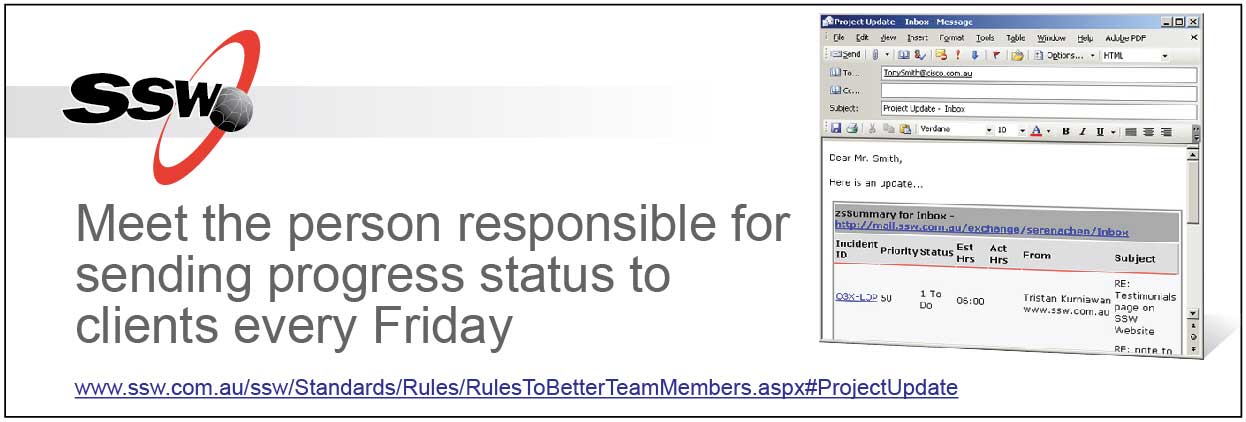 SSW
Meet the person responsible for
sending progress status to
clients every Friday
www.ssw.com.au/ssw/Standards/Rules/RulesToBetterTeamMembers.aspx#ProjectUpdate
Project Update - Inbox - Message
File Edit View Insert Format Tools Table Window Help Adobe PDF
Send Options... HTML
To... TonySmith@cisco.com.au
Cc...
Subject: Project Update - Inbox
Verdana 10 A B I U
Dear Mr. Smith,
Here is an update...
zsSummary for Inbox -
http://mail.ssw.com.au/exchange/serenachan/Inbox
Incident ID Priority Status Est Hrs Act Hrs From Subject
50 1 To Do 06:00 Tristan Kurniawan www.ssw.com.au RE: Testimonials page on SSW Website
RE: note to